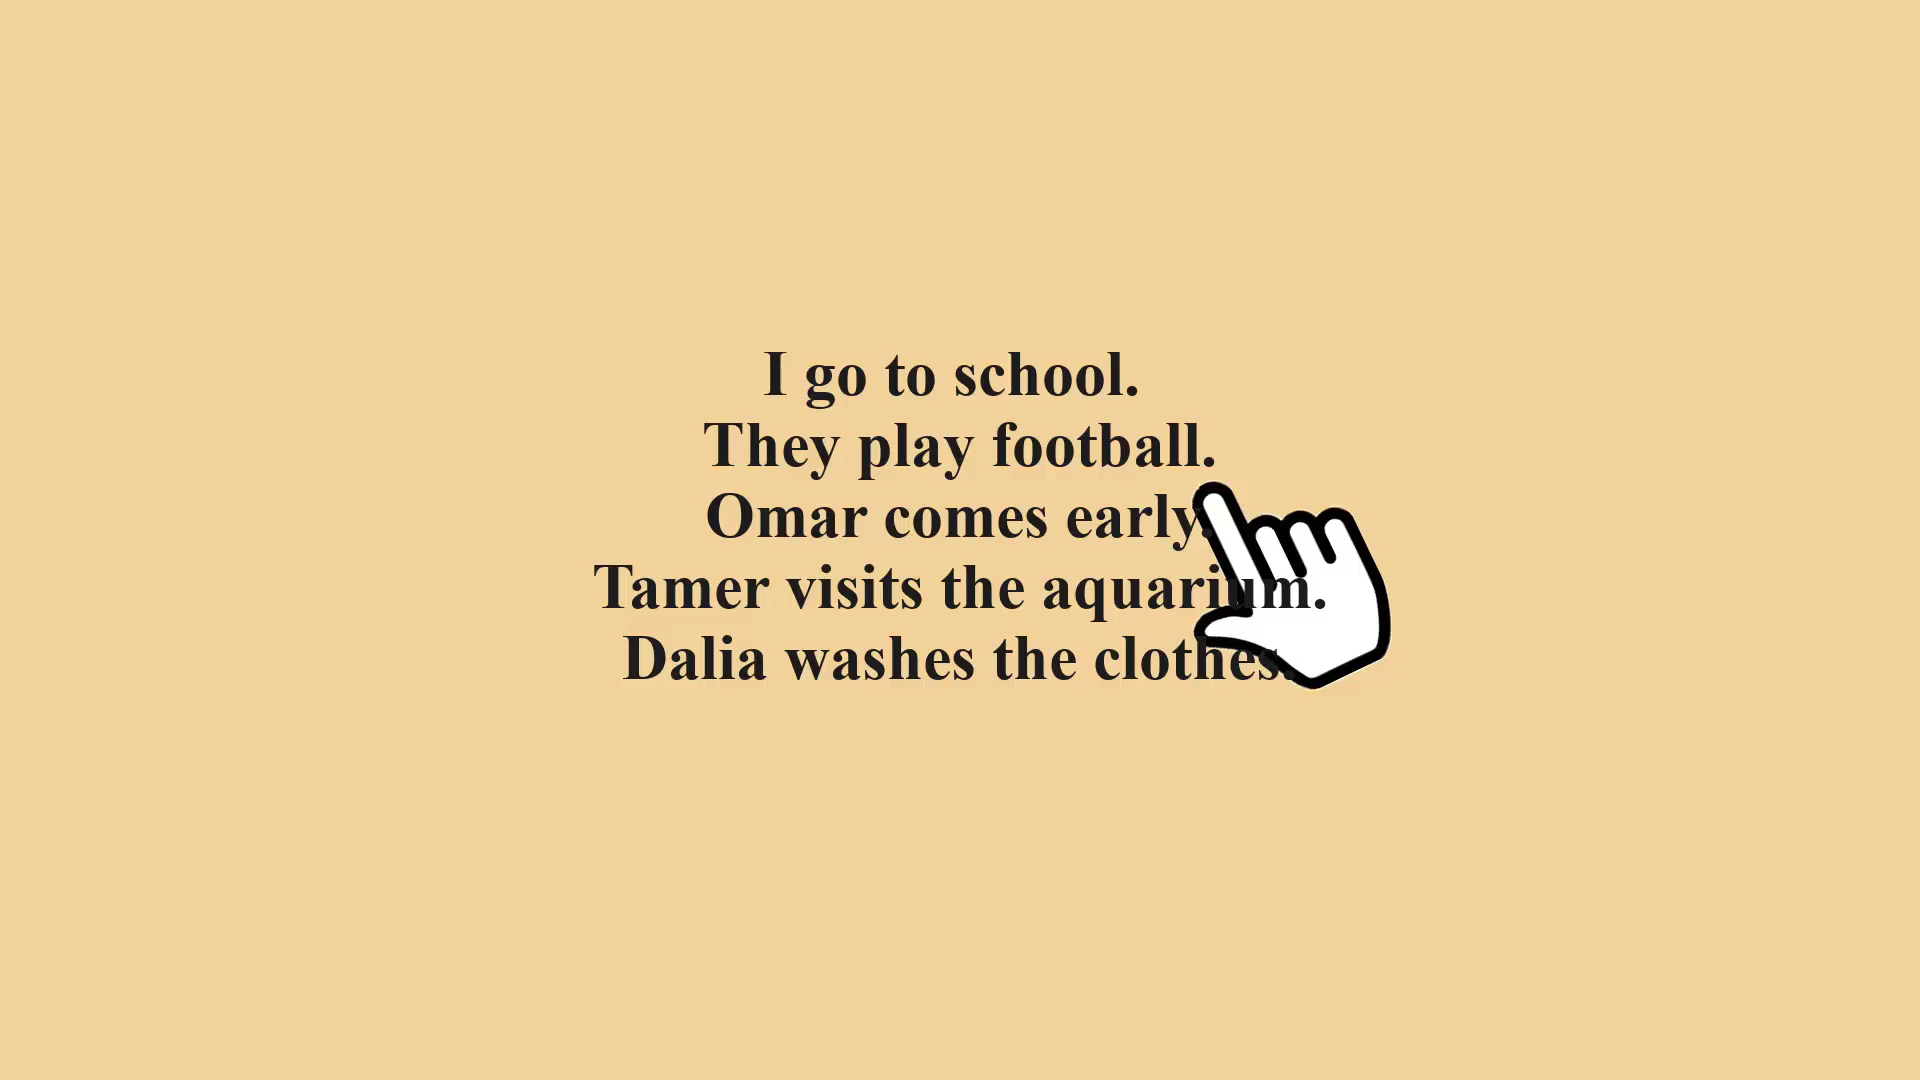 I go to school.
They play football.
Omar comes early.
Tamer visits the aquarium.
Dalia washes the clothes.